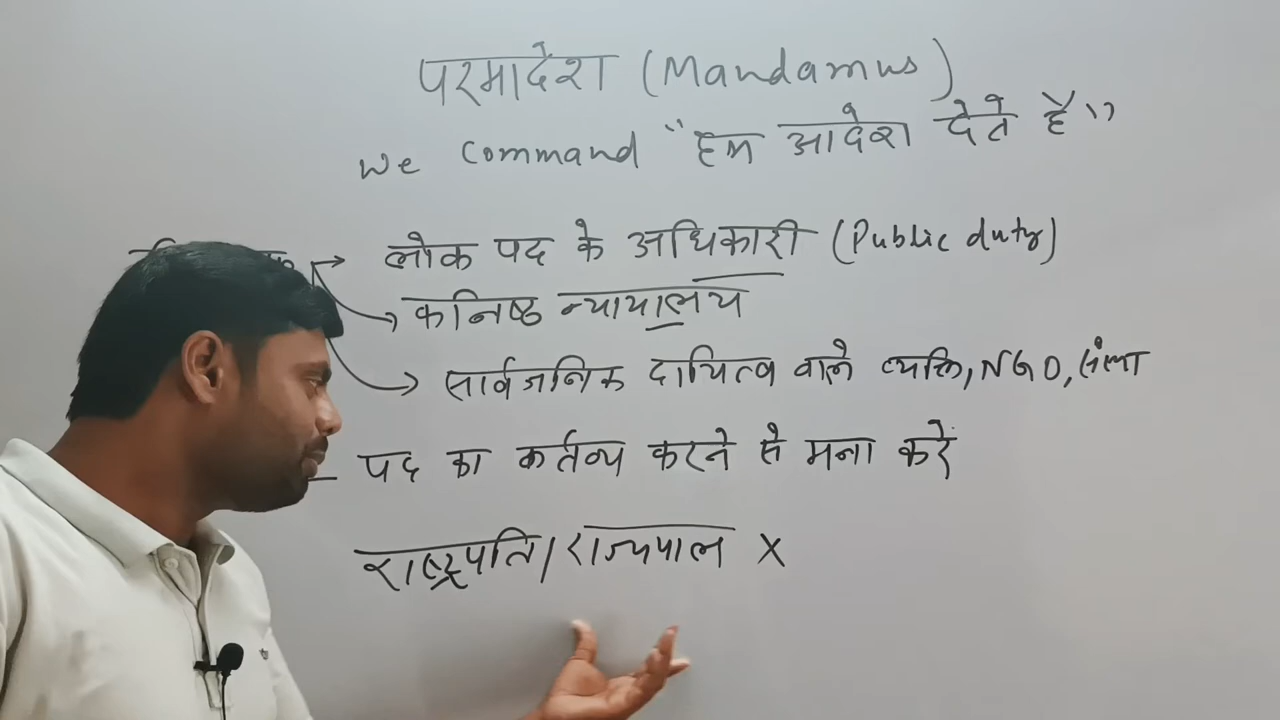 परमादेश (Mandamus)
We Command "हम आदेश देते है"
लोक पद के अधिकारी (Public duty)
कनिष्ठ न्यायालय
सार्वजनिक दायित्व वाले व्यक्ति, NGO,
पद का कर्तव्य करने से मना करे
राष्ट्रपति/राज्यपाल X